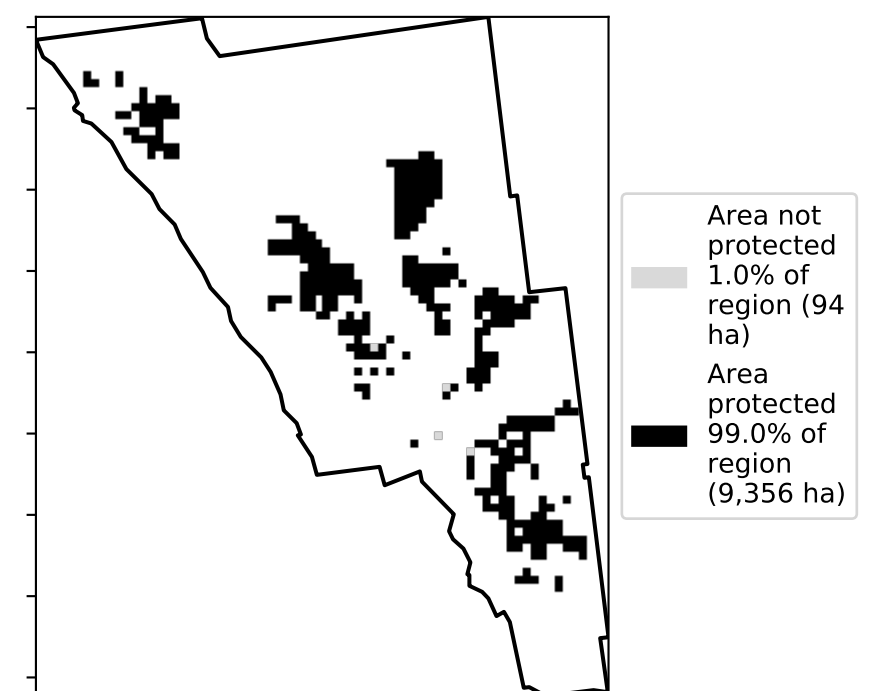 Area not
protected
1.0% of
region (94
ha)
Area
protected
99.0% of
region
(9,356 ha)